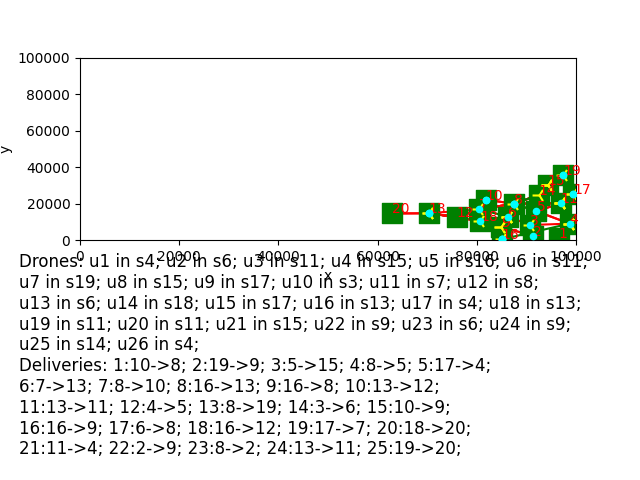 100000
80000
60000
40000
20000
0
y
0 20000 40000 60000 80000 100000
x
20
19
17
Drones: u1 in s4; u2 in s6; u3 in s11; u4 in s15; u5 in s16; u6 in s11;
u7 in s19; u8 in s15; u9 in s17; u10 in s3; u11 in s7; u12 in s8;
u13 in s6; u14 in s18; u15 in s17; u16 in s13; u17 in s4; u18 in s13;
u19 in s11; u20 in s11; u21 in s15; u22 in s9; u23 in s6; u24 in s9;
u25 in s14; u26 in s4;
Deliveries: 1:10->8; 2:19->9; 3:5->15; 4:8->5; 5:17->4;
6:7->13; 7:8->10; 8:16->13; 9:16->8; 10:13->12;
11:13->11; 12:4->5; 13:8->19; 14:3->6; 15:10->9;
16:16->9; 17:6->8; 18:16->12; 19:17->7; 20:18->20;
21:11->4; 22:2->9; 23:8->2; 24:13->11; 25:19->20;